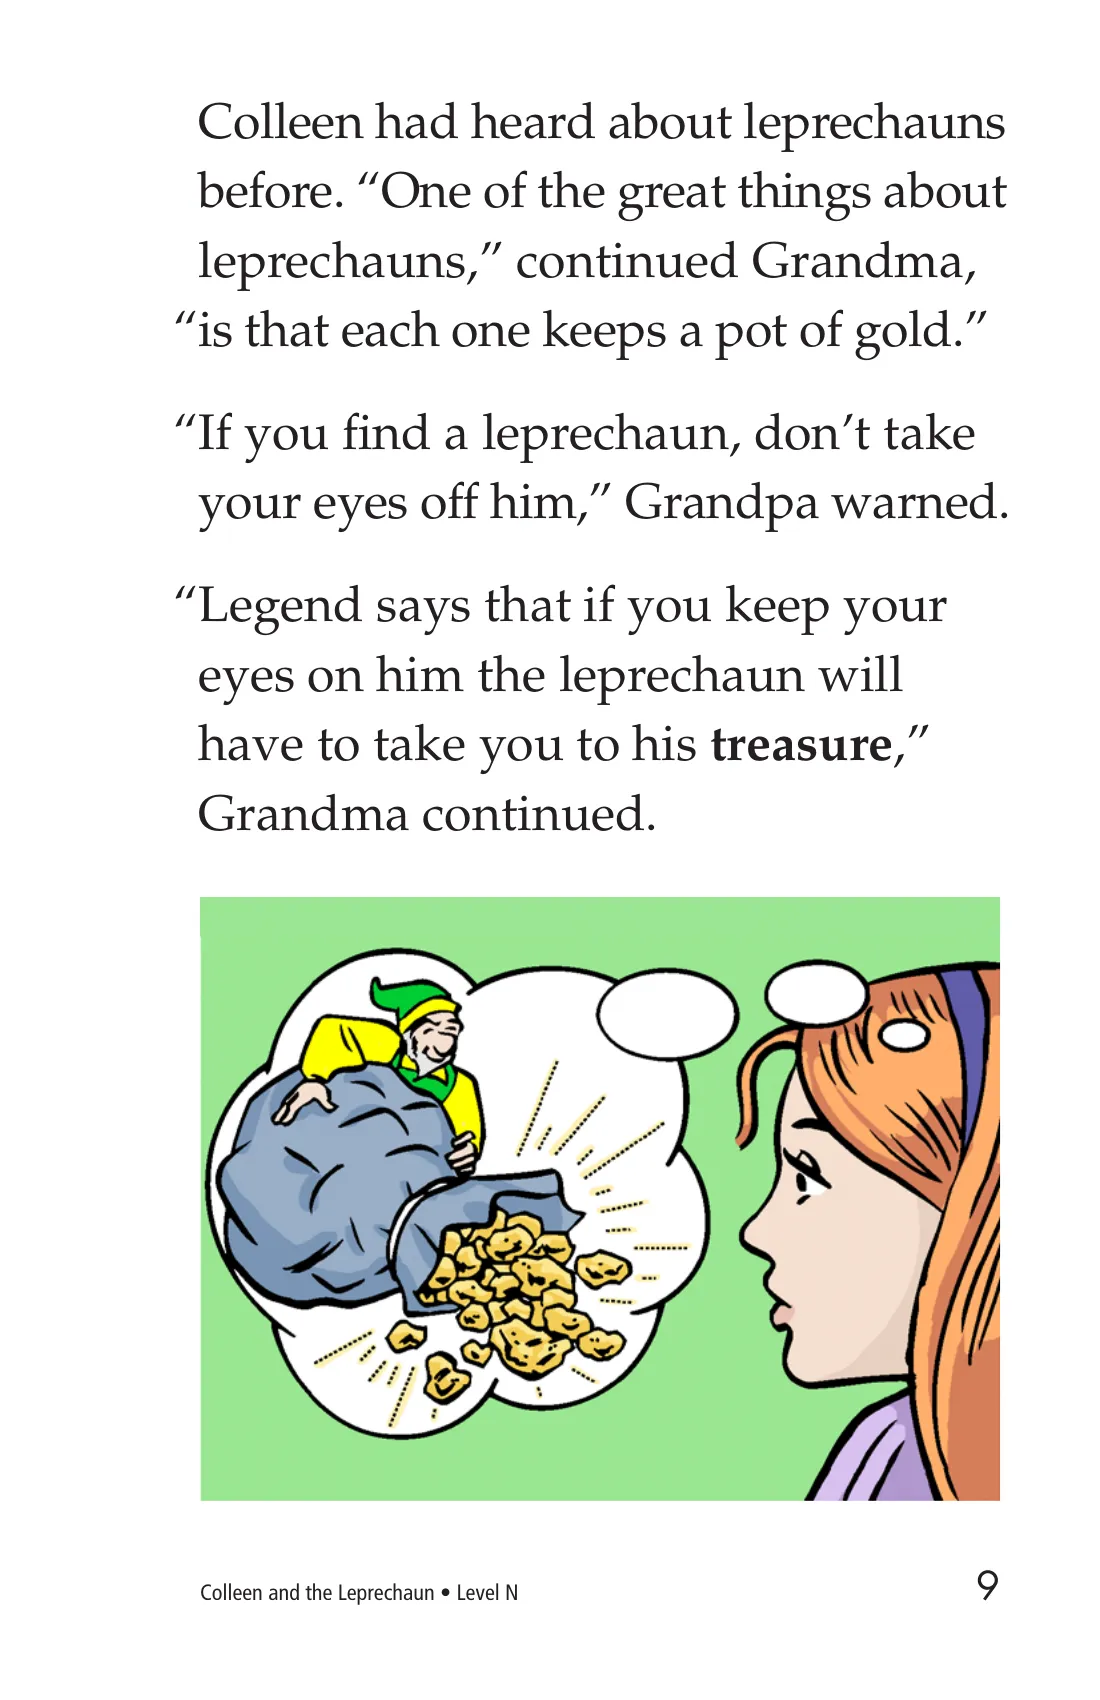 Colleen had heard about leprechauns
before. “One of the great things about
leprechauns,” continued Grandma,
“is that each one keeps a pot of gold.”
“If you find a leprechaun, don’t take
your eyes off him,” Grandpa warned.
“Legend says that if you keep your
eyes on him the leprechaun will
have to take you to his treasure,”
Grandma continued.
Colleen and the Leprechaun • Level N
9